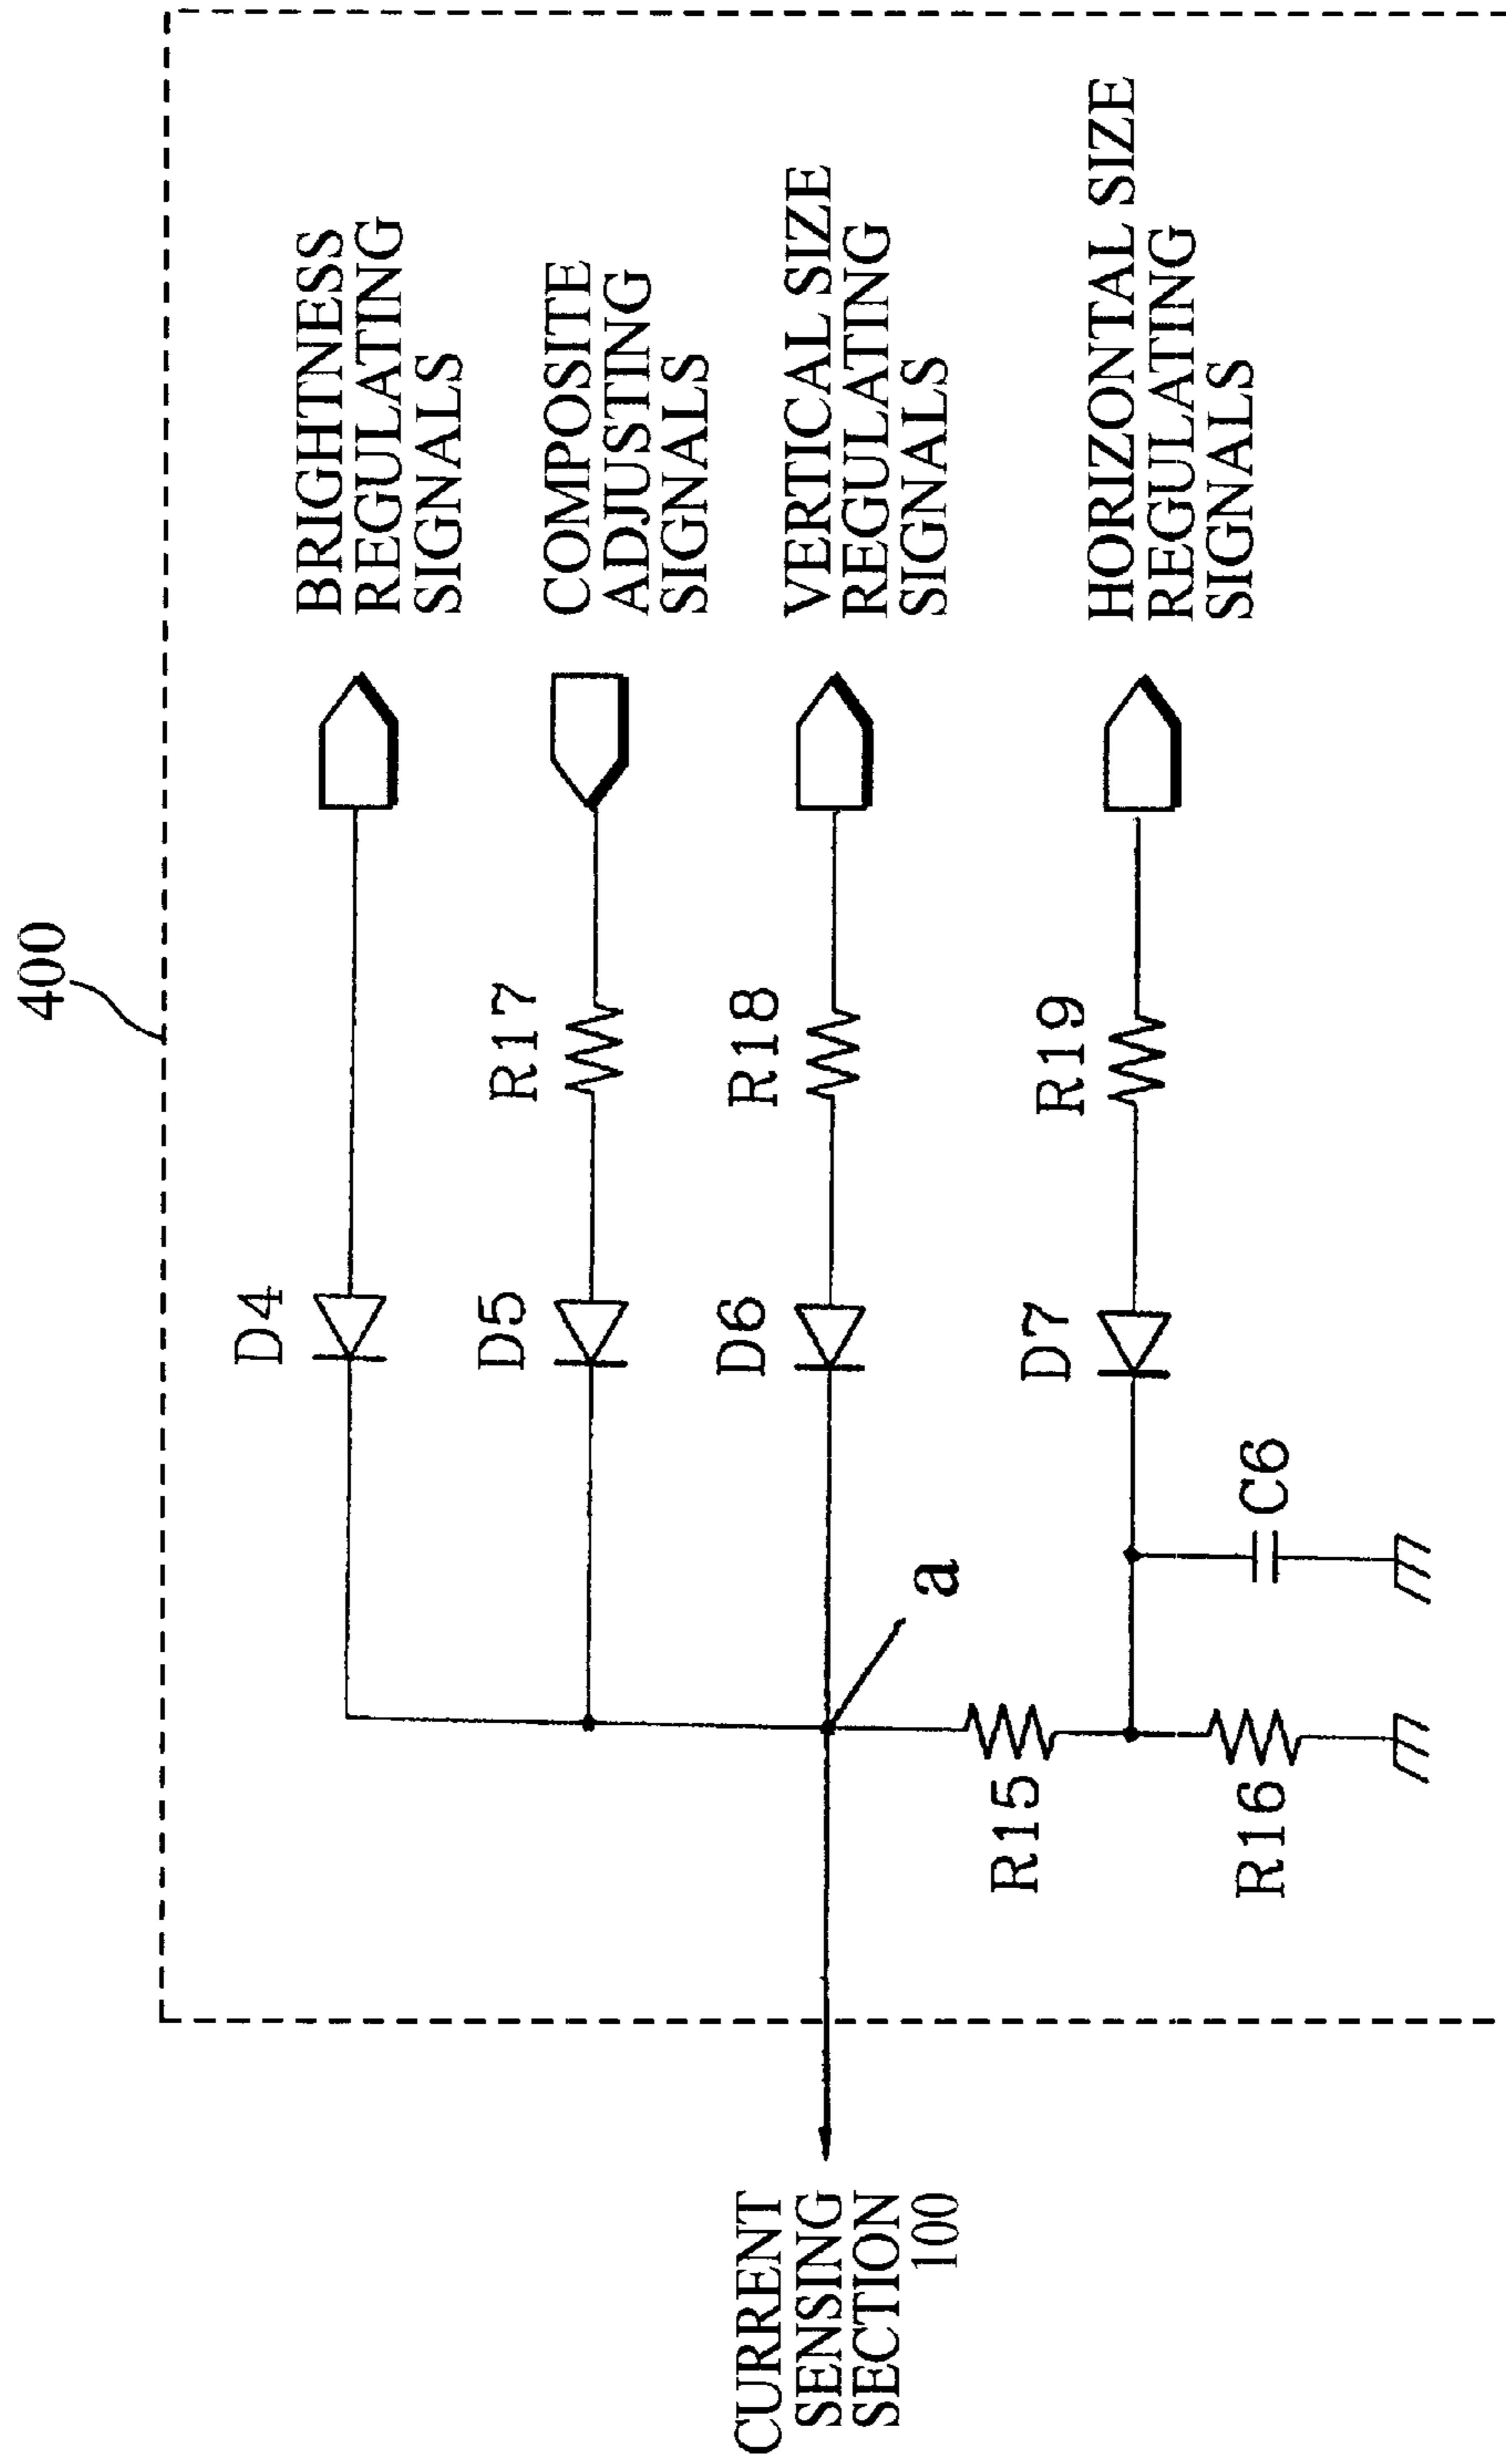 400
D4
BRIGHTNESS
REGULATING
SIGNALS
D5
R17
COMPOSITE
ADJUSTING
SIGNALS
CURRENT
SENSING
SECTION
100
a
D6
R18
VERTICAL SIZE
REGULATING
SIGNALS
R15
D7
R19
HORIZONTAL SIZE
REGULATING
SIGNALS
R16
C6